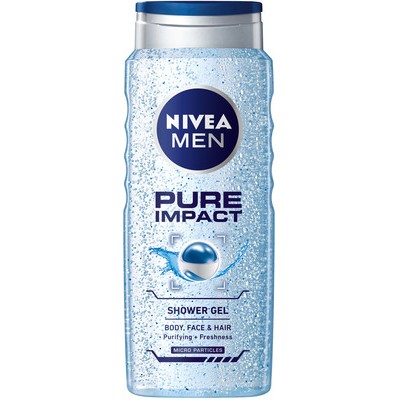 NIVEA
MEN
PURE
IMPACT
SHOWER GEL
BODY, FACE & HAIR
Purifying + Freshness
MICRO PARTICLES